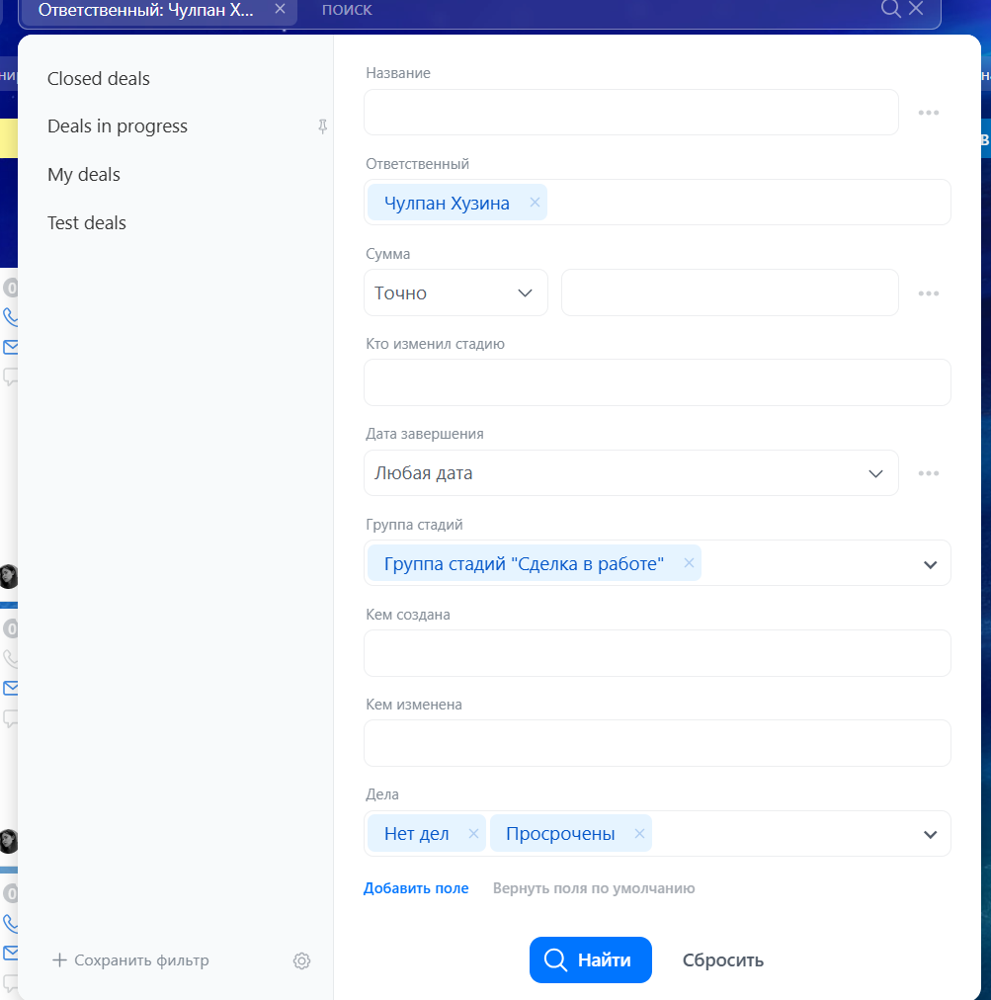 Ответственный: Чулпан Х...
ПОИСК
Closed deals
Deals in progress
My deals
Test deals
Название
Ответственный
Чулпан Хузина
Сумма
Точно
Кто изменил стадию
Дата завершения
Любая дата
Группа стадий
Группа стадий "Сделка в работе"
Кем создана
Кем изменена
Дела
Нет дел
Просрочены
Добавить поле
Вернуть поля по умолчанию
Сохранить фильтр
Найти
Сбросить